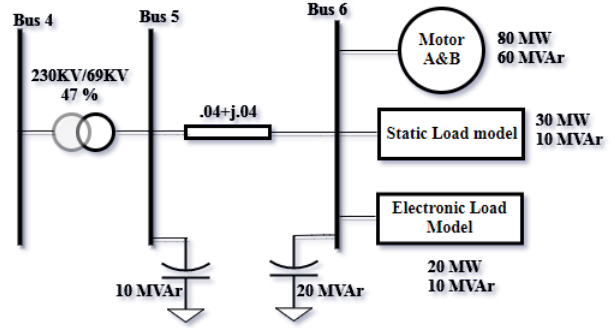 Bus 4
Bus 5
Bus 6
230KV/69KV
47 %
.04+j.04
Motor
A&B
80 MW
60 MVAr
Static Load model
30 MW
10 MVAr
Electronic Load
Model
20 MW
10 MVAr
10 MVAr
20 MVAr